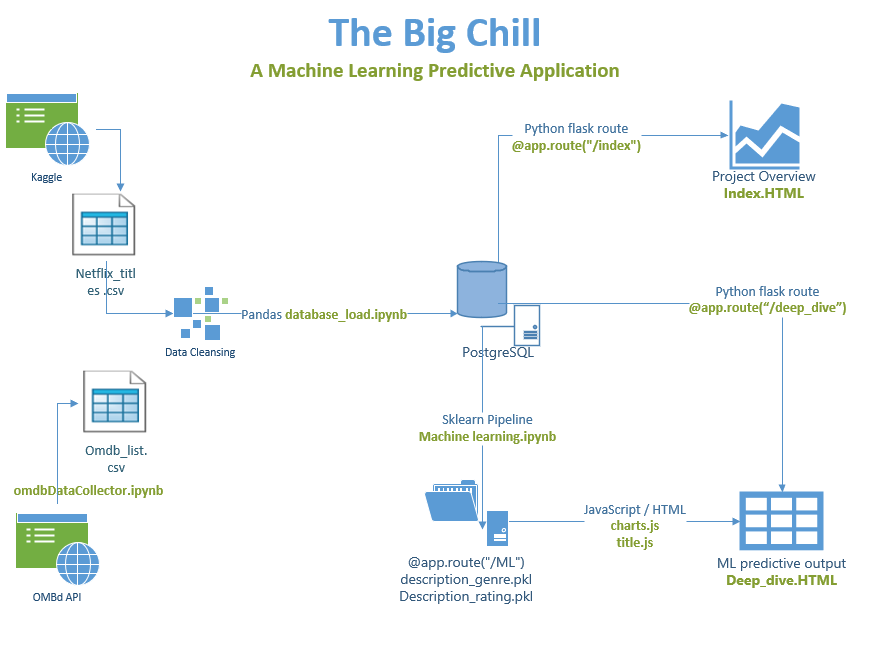 The Big Chill
A Machine Learning Predictive Application
Kaggle
Netflix_titl
es .csv
Data Cleansing
Pandas database_load.ipynb
Omdb_list.
csv
omdbDataCollector.ipynb
OMBd API
PostgreSQL
Python flask route
@app.route("/index")
Project Overview
Index.HTML
Python flask route
@app.route(“/deep_dive”)
Sklearn Pipeline
Machine learning.ipynb
@app.route("/ML")
description_genre.pkl
Description_rating.pkl
JavaScript / HTML
charts.js
title.js
ML predictive output
Deep_dive.HTML